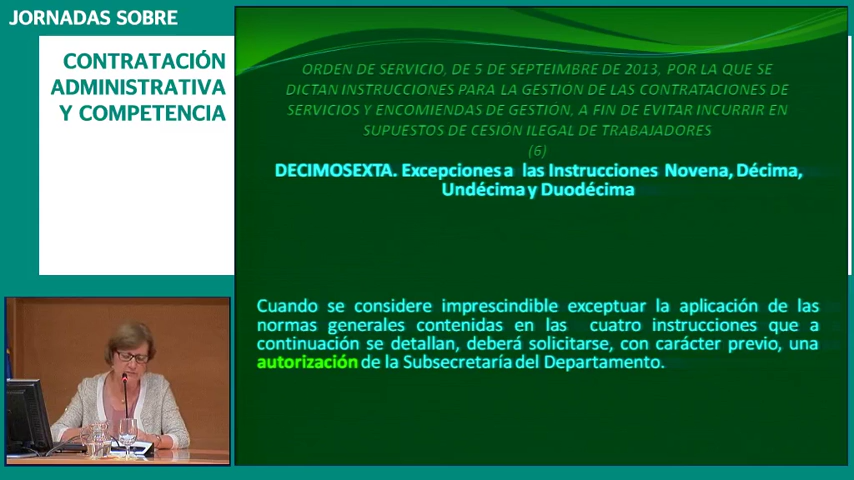 JORNADAS SOBRE
CONTRATACIÓN
ADMINISTRATIVA
Y COMPETENCIA
ORDEN DE SERVICIO, DE 5 DE SEPTEIMBRE DE 2013, POR LA QUE SE
DICTAN INSTRUCCIONES PARA LA GESTIÓN DE LAS CONTRATACIONES DE
SERVICIOS Y ENCOMIENDAS DE GESTIÓN, A FIN DE EVITAR INCURRIR EN
SUPUESTOS DE CESIÓN ILEGAL DE TRABAJADORES
(6)
DECIMOSEXTA. Excepciones a las Instrucciones Novena, Décima,
Undécima y Duodécima
Cuando se considere imprescindible exceptuar la aplicación de las
normas generales contenidas en las cuatro instrucciones que a
continuación se detallan, deberá solicitarse, con carácter previo, una
autorización de la Subsecretaría del Departamento.